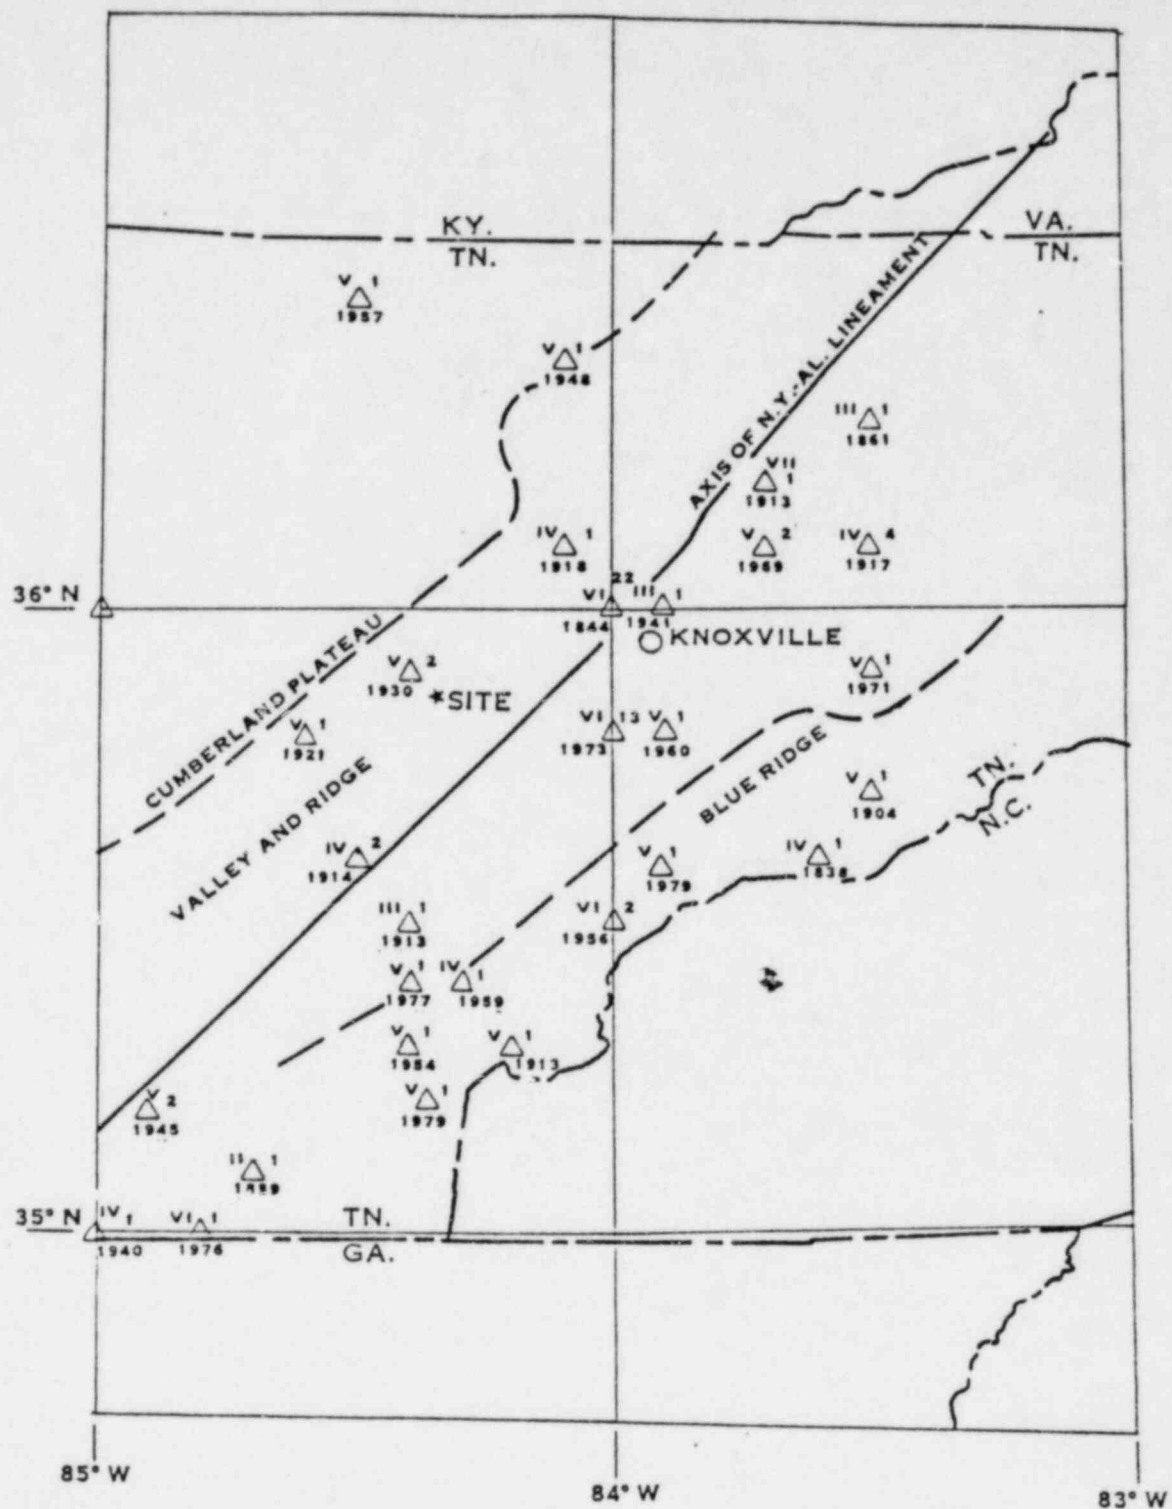 KY.
TN.
VA.
TN.
V 1
1957
V 1
1948
AXIS OF N.Y.-AL. LINEAMENT
III 1
1861
VII
1
1913
IV 1
1918
V 2
1969
IV 4
1917
36° N
22
VI
1844
III 1
1941
KNOXVILLE
CUMBERLAND PLATEAU
V 2
1930
SITE
V 1
1971
V 1
1921
VI 13
1973
V 1
1960
VALLEY AND RIDGE
BLUE RIDGE
V 1
1904
TN.
N.C.
IV 2
1914
V 1
1979
IV 1
1838
III 1
1913
VI 2
1956
V 1
1977
IV 1
1959
V 1
1954
V 1
1913
V 2
1945
V 1
1979
II 1
35° N
IV 1
1940
VI 1
1976
TN.
GA.
85° W
84° W
83° W